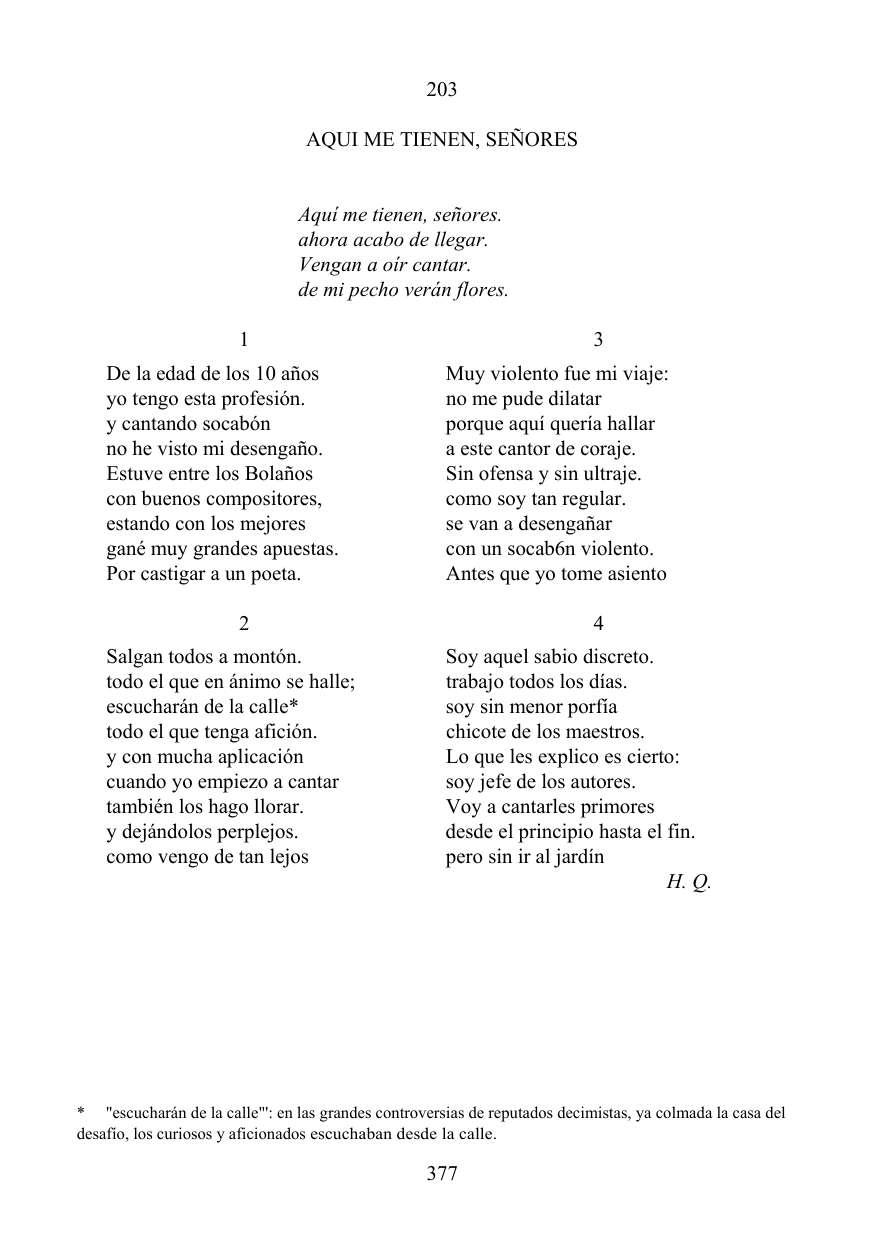 203
AQUI ME TIENEN, SEÑORES
Aquí me tienen, señores.
ahora acabo de llegar.
Vengan a oír cantar.
de mi pecho verán flores.
1
De la edad de los 10 años
yo tengo esta profesión.
y cantando socabón
no he visto mi desengaño.
Estuve entre los Bolaños
con buenos compositores,
estando con los mejores
gané muy grandes apuestas.
Por castigar a un poeta.
2
Salgan todos a montón.
todo el que en ánimo se halle;
escucharán de la calle*
todo el que tenga afición.
y con mucha aplicación
cuando yo empiezo a cantar
también los hago llorar.
y dejándolos perplejos.
como vengo de tan lejos
3
Muy violento fue mi viaje:
no me pude dilatar
porque aquí quería hallar
a este cantor de coraje.
Sin ofensa y sin ultraje.
como soy tan regular.
se van a desengañar
con un socab6n violento.
Antes que yo tome asiento
4
Soy aquel sabio discreto.
trabajo todos los días.
soy sin menor porfía
chicote de los maestros.
Lo que les explico es cierto:
soy jefe de los autores.
Voy a cantarles primores
desde el principio hasta el fin.
pero sin ir al jardín
H. Q.
* "escucharán de la calle"': en las grandes controversias de reputados decimistas, ya colmada la casa del
desafío, los curiosos y aficionados escuchaban desde la calle.
377